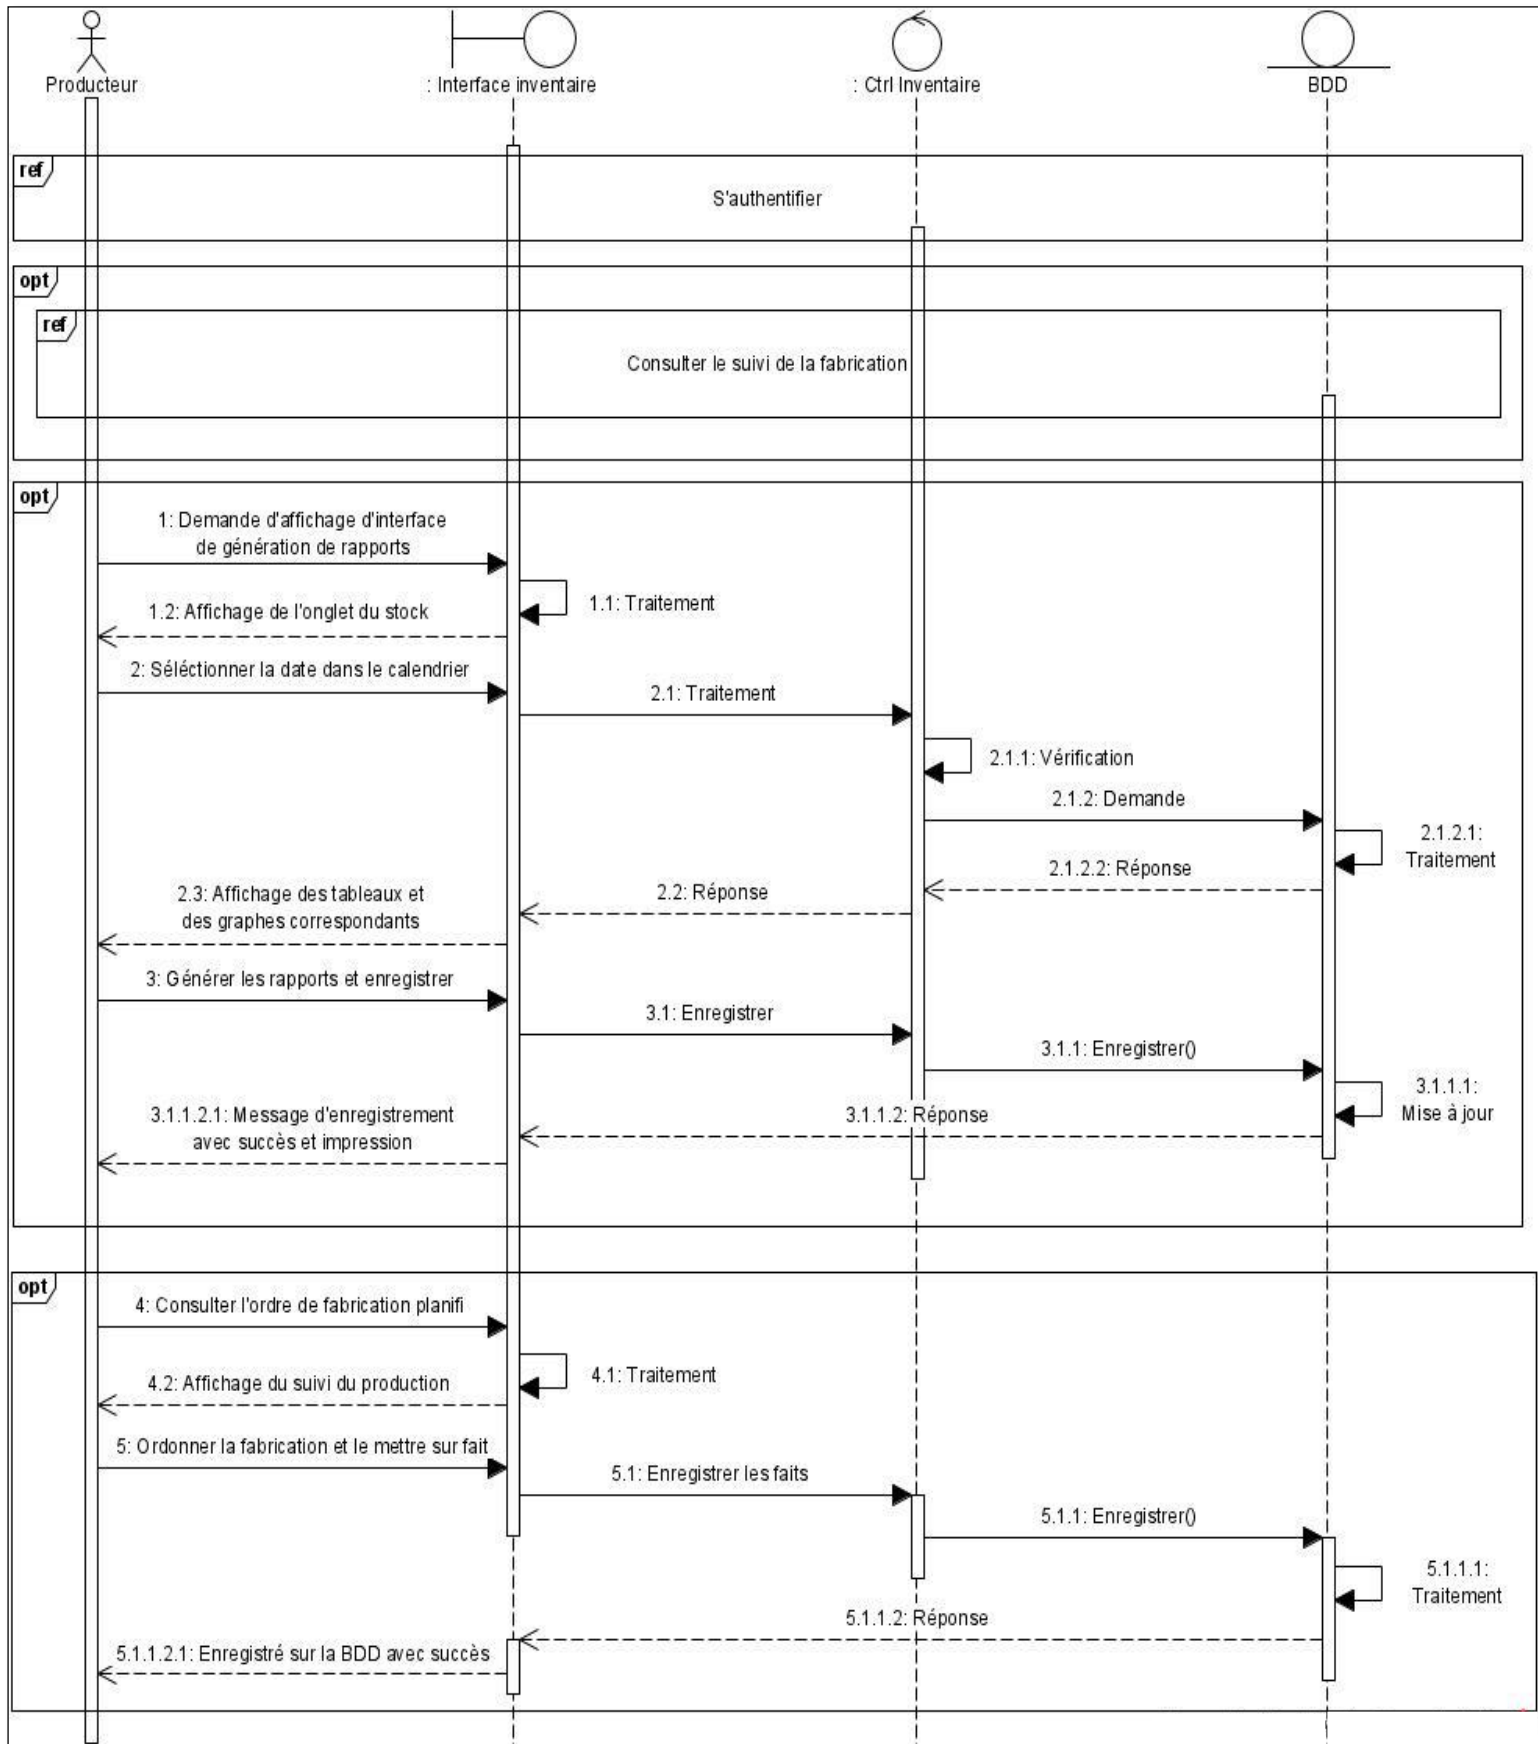 Producteur
: Interface inventaire
: Ctrl Inventaire
BDD
ref
S'authentifier
opt
ref
Consulter le suivi de la fabrication
opt
1: Demande d'affichage d'interface
de génération de rapports
1.1: Traitement
1.2: Affichage de l'onglet du stock
2: Séléctionner la date dans le calendrier
2.1: Traitement
2.1.1: Vérification
2.1.2: Demande
2.1.2.1:
Traitement
2.1.2.2: Réponse
2.2: Réponse
2.3: Affichage des tableaux et
des graphes correspondants
3: Générer les rapports et enregistrer
3.1: Enregistrer
3.1.1: Enregistrer()
3.1.1.1:
Mise à jour
3.1.1.2: Réponse
3.1.1.2.1: Message d'enregistrement
avec succès et impression
opt
4: Consulter l'ordre de fabrication planifi
4.1: Traitement
4.2: Affichage du suivi du production
5: Ordonner la fabrication et le mettre sur fait
5.1: Enregistrer les faits
5.1.1: Enregistrer()
5.1.1.1:
Traitement
5.1.1.2: Réponse
5.1.1.2.1: Enregistré sur la BDD avec succès